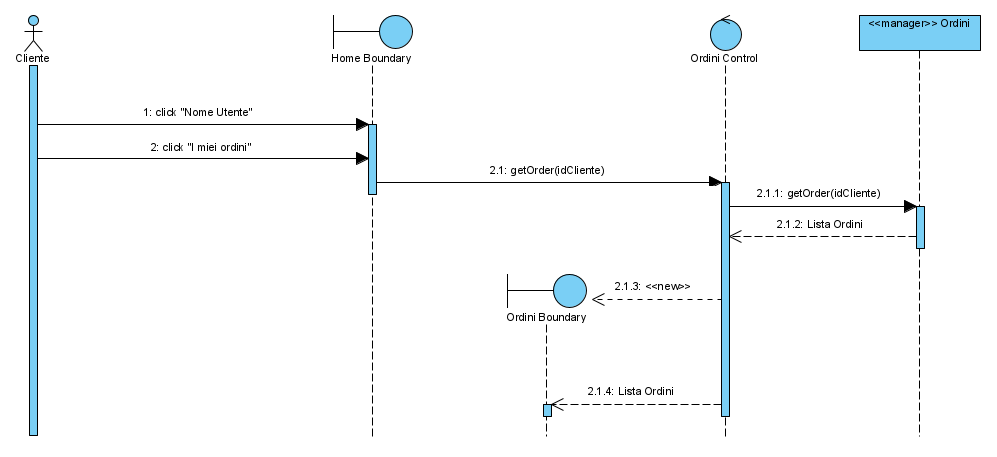 <<manager>> Ordini
Cliente
Home Boundary
Ordini Control
1: click "Nome Utente"
2: click "I miei ordini"
2.1: getOrder(idCliente)
2.1.1: getOrder(idCliente)
2.1.2: Lista Ordini
2.1.3: <<new>>
Ordini Boundary
2.1.4: Lista Ordini